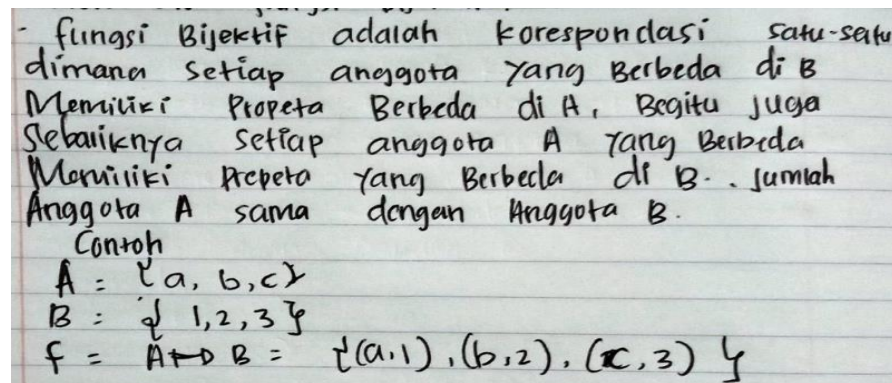 - fungsi Bijektif adalah korespondasi satu-satu
dimana setiap anggota yang Berbeda di B
Memiliki Propeta Berbeda di A, Begitu juga
Sebaliknya setiap anggota A yang Berbeda
Memiliki Prepeta yang Berbeda di B.. Jumlah
Anggota A sama dengan Anggota B.
Contoh
A = {a, b, c}
B = { 1, 2, 3 }
f = A → B = {(a,1), (b,2), (c,3) }